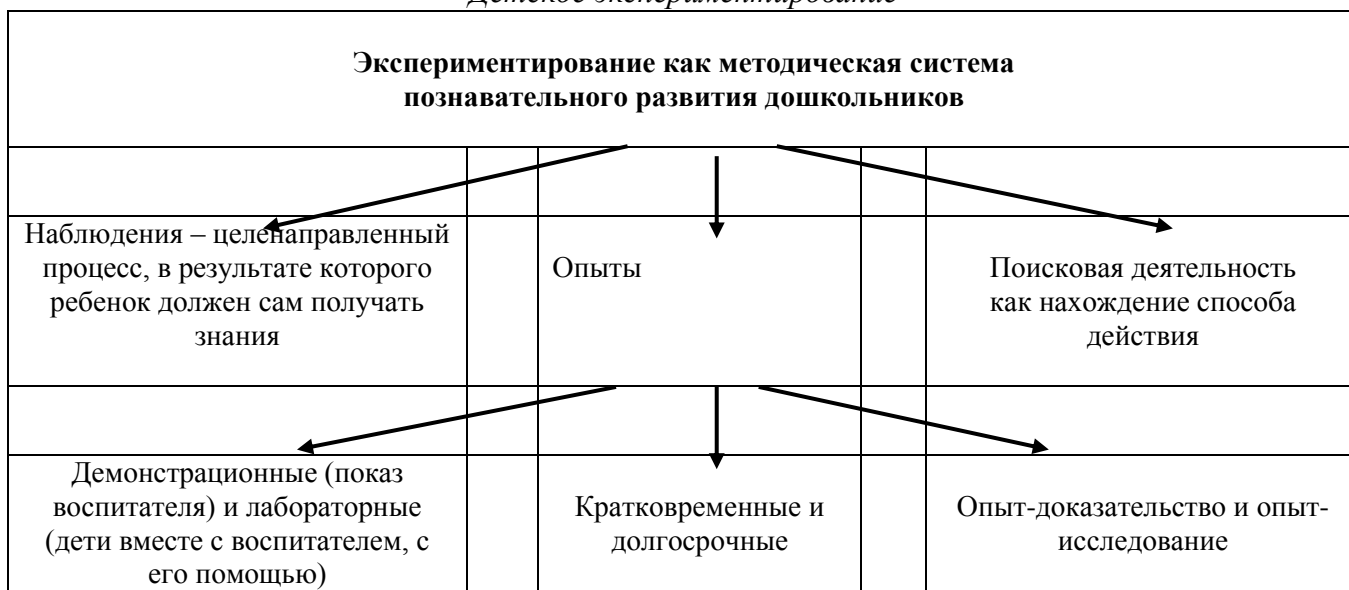 Детское экспериментирование
Экспериментирование как методическая система
познавательного развития дошкольников
Наблюдения – целенаправленный
процесс, в результате которого
ребенок должен сам получать
знания
Опыты
Поисковая деятельность
как нахождение способа
действия
Демонстрационные (показ
воспитателя) и лабораторные
(дети вместе с воспитателем, с
его помощью)
Кратковременные и
долгосрочные
Опыт-доказательство и опыт-
исследование